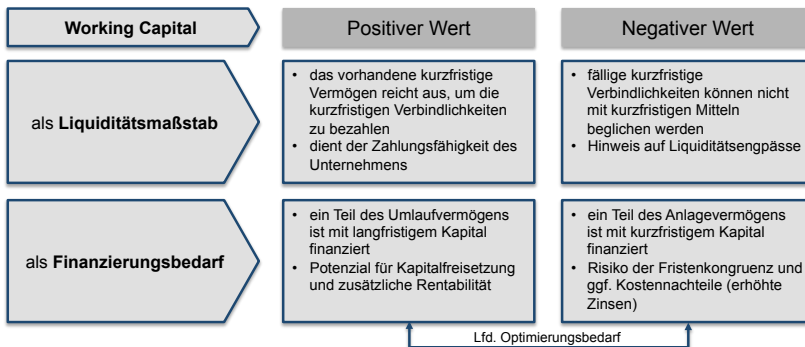 Working Capital
Positiver Wert
Negativer Wert
als Liquiditätsmaßstab
• das vorhandene kurzfristige
Vermögen reicht aus, um die
kurzfristigen Verbindlichkeiten
zu bezahlen
• dient der Zahlungsfähigkeit des
Unternehmens
• fällige kurzfristige
Verbindlichkeiten können nicht
mit kurzfristigen Mitteln
beglichen werden
• Hinweis auf Liquiditätsengpässe
als Finanzierungsbedarf
• ein Teil des Umlaufvermögens
ist mit langfristigem Kapital
finanziert
• Potenzial für Kapitalfreisetzung
und zusätzliche Rentabilität
• ein Teil des Anlagevermögens
ist mit kurzfristigem Kapital
finanziert
• Risiko der Fristenkongruenz und
ggf. Kostennachteile (erhöhte
Zinsen)
Lfd. Optimierungsbedarf